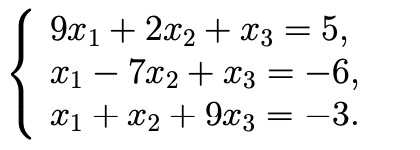 9x₁ + 2x₂ + x₃ = 5,
x₁ − 7x₂ + x₃ = −6,
x₁ + x₂ + 9x₃ = −3.